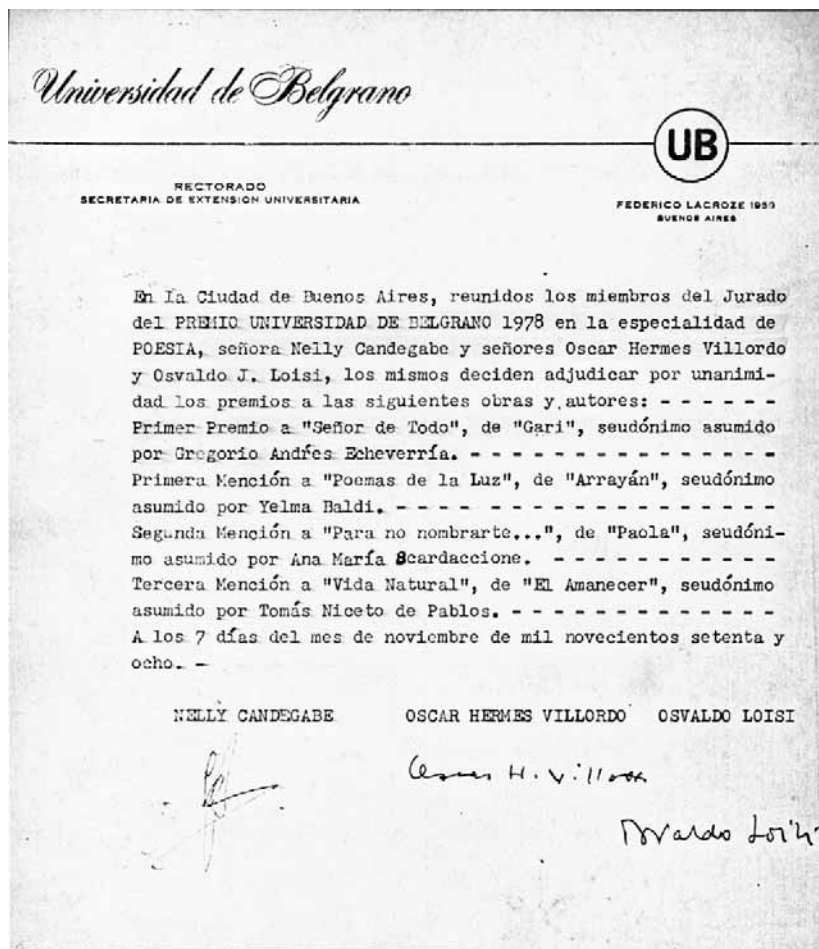 Universidad de Belgrano
UB
RECTORADO
SECRETARIA DE EXTENSION UNIVERSITARIA
FEDERICO LACROZE 1959
BUENOS AIRES
En la Ciudad de Buenos Aires, reunidos los miembros del Jurado
del PREMIO UNIVERSIDAD DE BELGRANO 1978 en la especialidad de
POESIA, señora Nelly Candegabe y señores Oscar Hermes Villordo
y Osvaldo J. Loisi, los mismos deciden adjudicar por unanimi-
dad los premios a las siguientes obras y autores: - - - - - -
Primer Premio a "Señor de Todo", de "Gari", seudónimo asumido
por Gregorio Andrés Echeverría. - - - - - - - - - - - - - - -
Primera Mención a "Poemas de la Luz", de "Arrayán", seudónimo
asumido por Yelma Baldi. - - - - - - - - - - - - - - - - - - -
Segunda Mención a "Para no nombrarte...", de "Paola", seudóni-
mo asumido por Ana María Scardaccione. - - - - - - - - - - -
Tercera Mención a "Vida Natural", de "El Amanecer", seudónimo
asumido por Tomás Niceto de Pablos. - - - - - - - - - - - - -
A los 7 días del mes de noviembre de mil novecientos setenta y
ocho. -
NELLY CANDEGABE OSCAR HERMES VILLORDO OSVALDO LOISI
Oscar H. Villordo
Osvaldo Loisi